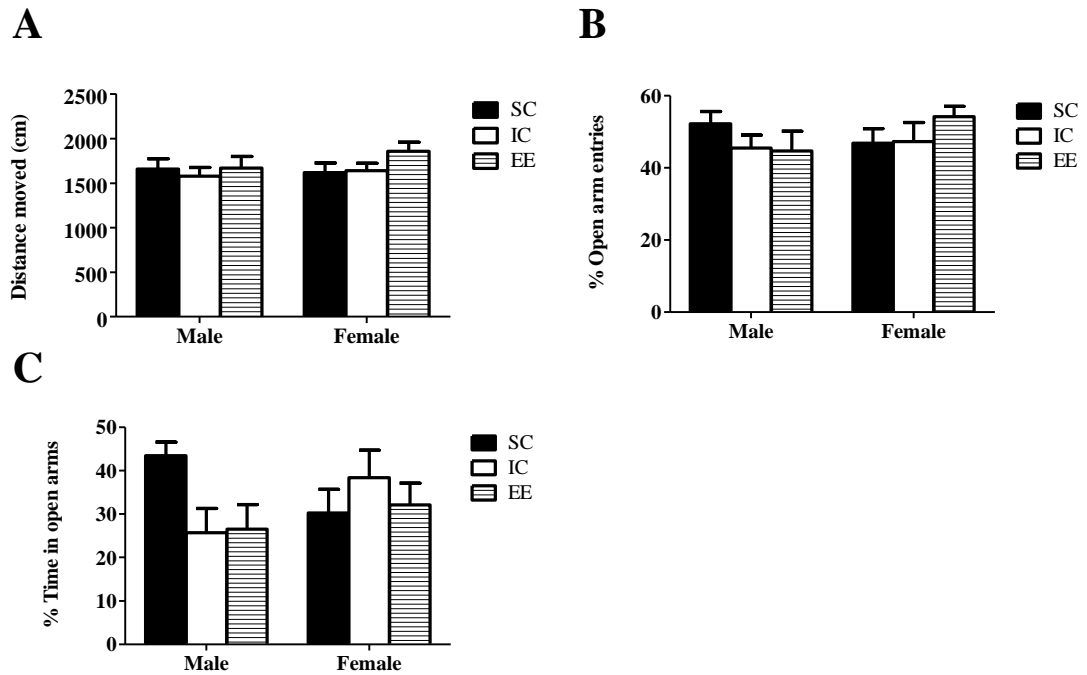 A
Distance moved (cm)
2500
2000
1500
1000
500
0
Male Female
SC
IC
EE
B
% Open arm entries
60
40
20
0
Male Female
SC
IC
EE
C
% Time in open arms
50
40
30
20
10
0
Male Female
SC
IC
EE